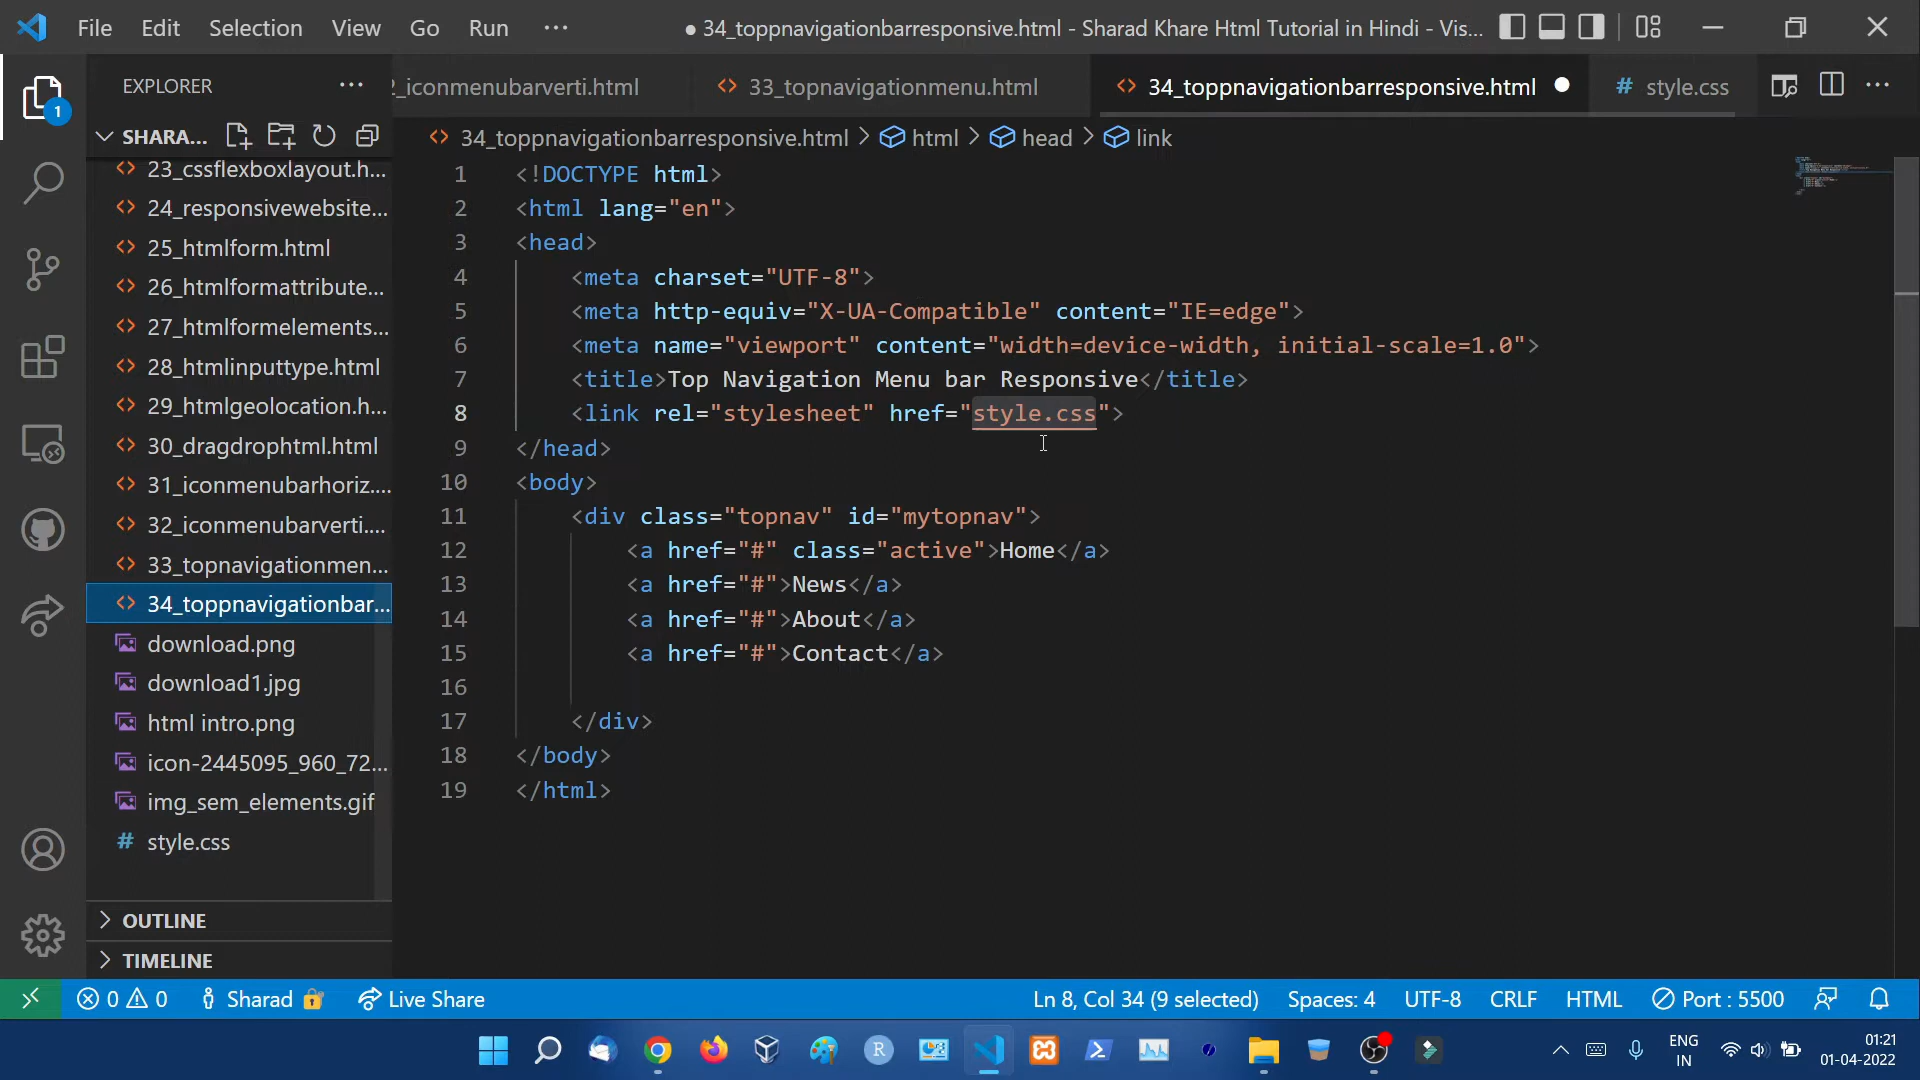 File Edit Selection View Go Run ··· ● 34_toppnavigationbarresponsive.html - Sharad Khare Html Tutorial in Hindi - Vis...
EXPLORER ···
2_iconmenubarverti.html 33_topnavigationmenu.html 34_toppnavigationbarresponsive.html # style.css ···
SHARA...
34_toppnavigationbarresponsive.html > html > head > link
23_cssflexboxlayout.h...
24_responsivewebsite...
25_htmlform.html
26_htmlformattribute...
27_htmlformelements...
28_htmlinputtype.html
29_htmlgeolocation.h...
30_dragdrophtml.html
31_iconmenubarhoriz....
32_iconmenubarverti....
33_topnavigationmen...
34_toppnavigationbar...
download.png
download1.jpg
html intro.png
icon-2445095_960_72...
img_sem_elements.gif
# style.css
OUTLINE
TIMELINE
1 <!DOCTYPE html>
2 <html lang="en">
3 <head>
4 <meta charset="UTF-8">
5 <meta http-equiv="X-UA-Compatible" content="IE=edge">
6 <meta name="viewport" content="width=device-width, initial-scale=1.0">
7 <title>Top Navigation Menu bar Responsive</title>
8 <link rel="stylesheet" href="style.css">
9 </head>
10 <body>
11 <div class="topnav" id="mytopnav">
12 <a href="#" class="active">Home</a>
13 <a href="#">News</a>
14 <a href="#">About</a>
15 <a href="#">Contact</a>
16
17 </div>
18 </body>
19 </html>
1
0 0 Sharad Live Share Ln 8, Col 34 (9 selected) Spaces: 4 UTF-8 CRLF HTML Port : 5500
R
ENG
IN
01:21
01-04-2022